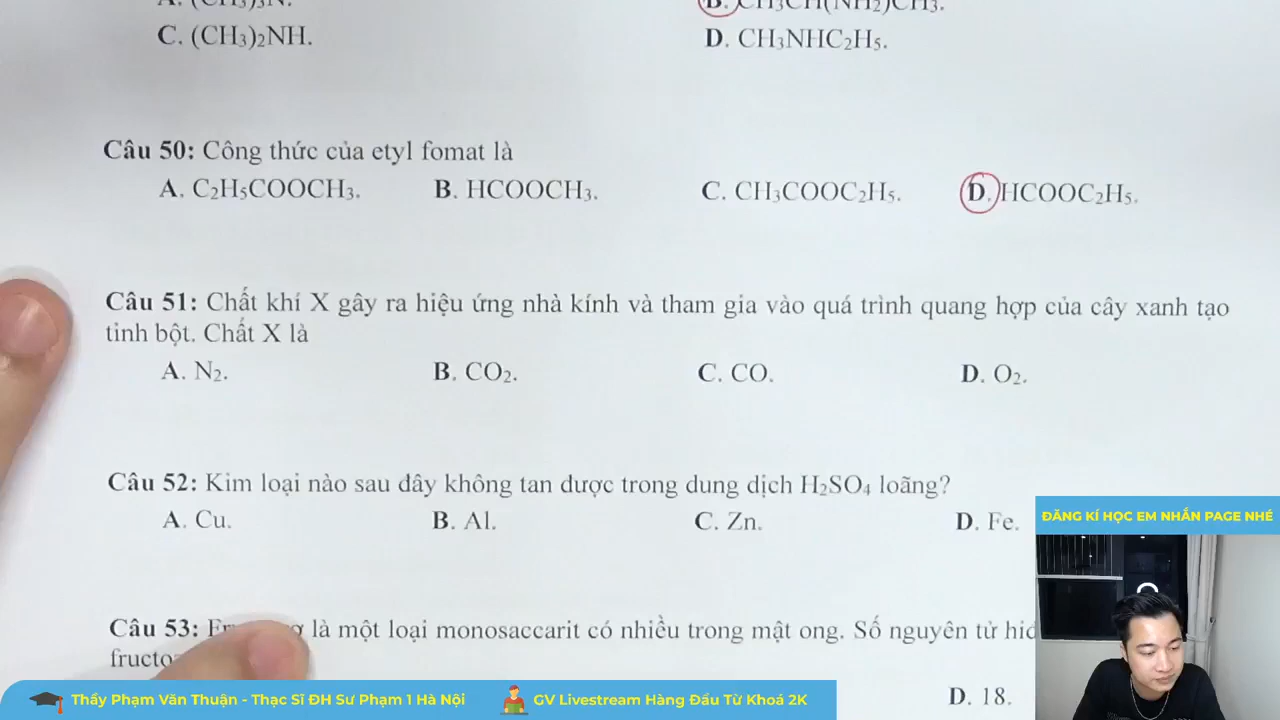 A. (CH₃)₃N.
B. CH₃CH(NH₂)CH₃.
C. (CH₃)₂NH.
D. CH₃NHC₂H₅.
Câu 50: Công thức của etyl fomat là
A. C₂H₅COOCH₃.
B. HCOOCH₃.
C. CH₃COOC₂H₅.
D. HCOOC₂H₅.
Câu 51: Chất khí X gây ra hiệu ứng nhà kính và tham gia vào quá trình quang hợp của cây xanh tạo
tinh bột. Chất X là
A. N₂.
B. CO₂.
C. CO.
D. O₂.
Câu 52: Kim loại nào sau đây không tan được trong dung dịch H₂SO₄ loãng?
A. Cu.
B. Al.
C. Zn.
D. Fe.
ĐĂNG KÍ HỌC EM NHẮN PAGE NHÉ
Câu 53: là một loại monosaccarit có nhiều trong mật ong. Số nguyên tử
D. 18.
Thầy Phạm Văn Thuận - Thạc Sĩ ĐH Sư Phạm 1 Hà Nội
GV Livestream Hàng Đầu Từ Khoá 2K